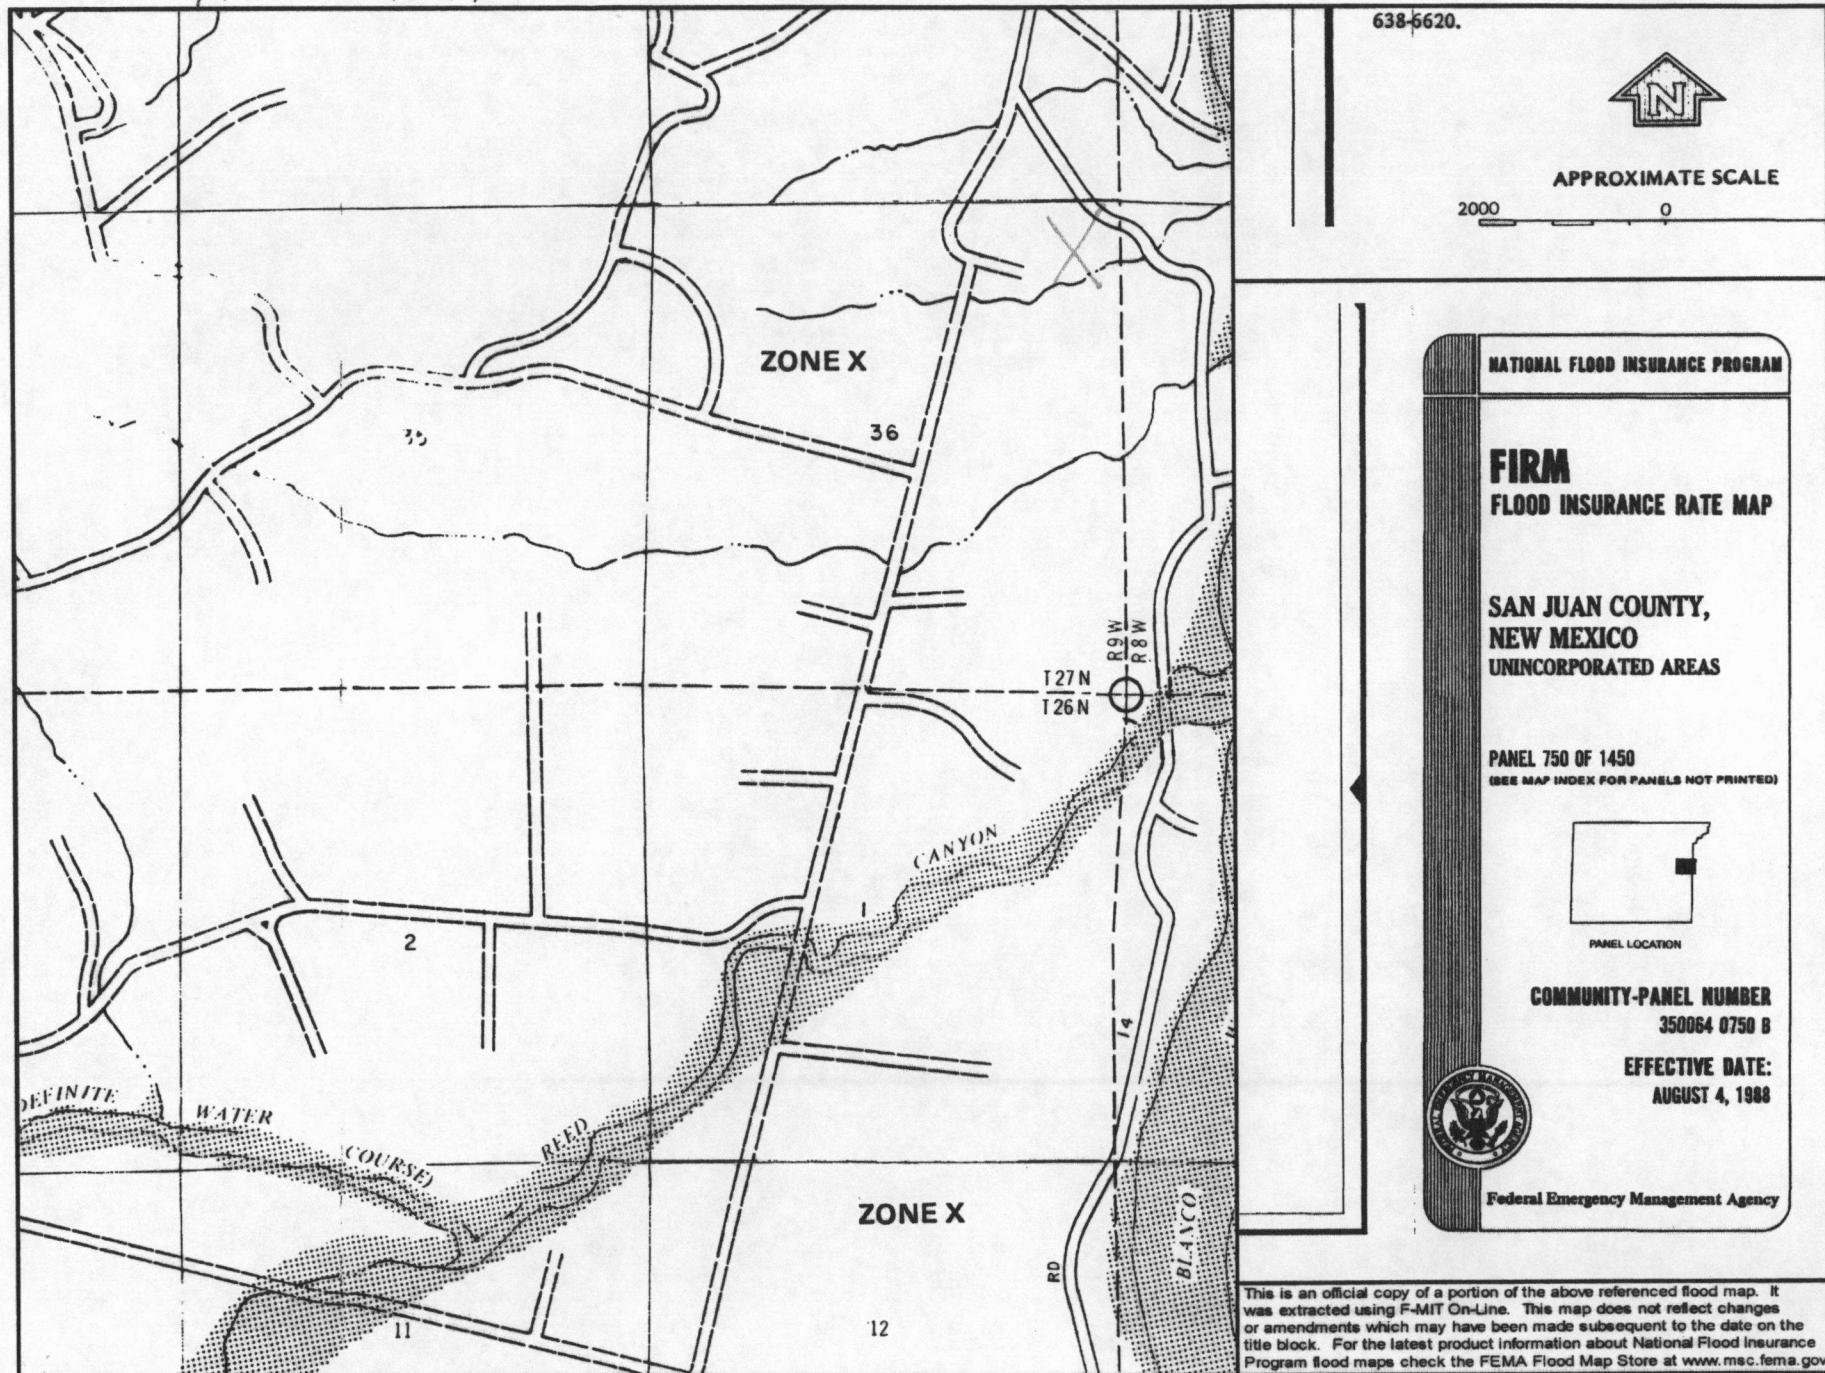 638-6620.
N
APPROXIMATE SCALE
2000 0
ZONE X
35
36
R9W
R8W
T27N
T26N
CANYON
2
14
DEFINITE WATER COURSE)
REED
ZONE X
BLANCO
RD
11
12
NATIONAL FLOOD INSURANCE PROGRAM
FIRM
FLOOD INSURANCE RATE MAP
SAN JUAN COUNTY,
NEW MEXICO
UNINCORPORATED AREAS
PANEL 750 OF 1450
(SEE MAP INDEX FOR PANELS NOT PRINTED)
PANEL LOCATION
COMMUNITY-PANEL NUMBER
350064 0750 B
EFFECTIVE DATE:
AUGUST 4, 1988
Federal Emergency Management Agency
This is an official copy of a portion of the above referenced flood map. It
was extracted using F-MIT On-Line. This map does not reflect changes
or amendments which may have been made subsequent to the date on the
title block. For the latest product information about National Flood Insurance
Program flood maps check the FEMA Flood Map Store at www.msc.fema.gov